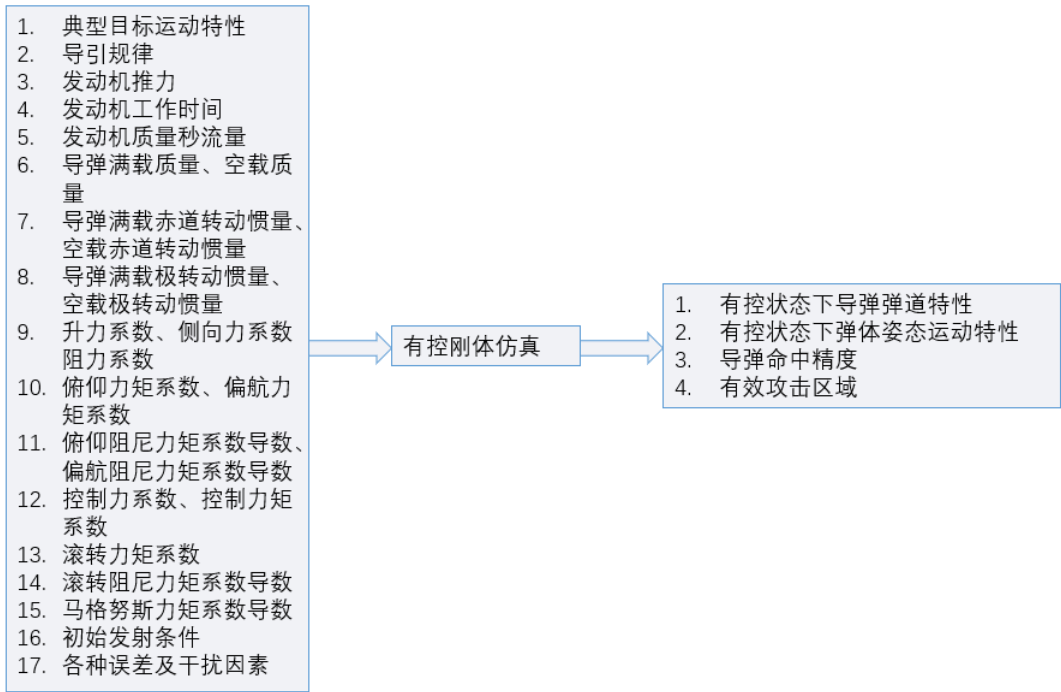 1. 典型目标运动特性
2. 导引规律
3. 发动机推力
4. 发动机工作时间
5. 发动机质量秒流量
6. 导弹满载质量、空载质
量
7. 导弹满载赤道转动惯量、
空载赤道转动惯量
8. 导弹满载极转动惯量、
空载极转动惯量
9. 升力系数、侧向力系数
阻力系数
10. 俯仰力矩系数、偏航力
矩系数
11. 俯仰阻尼力矩系数导数、
偏航阻尼力矩系数导数
12. 控制力系数、控制力矩
系数
13. 滚转力矩系数
14. 滚转阻尼力矩系数导数
15. 马格努斯力矩系数导数
16. 初始发射条件
17. 各种误差及干扰因素
有控刚体仿真
1. 有控状态下导弹弹道特性
2. 有控状态下弹体姿态运动特性
3. 导弹命中精度
4. 有效攻击区域